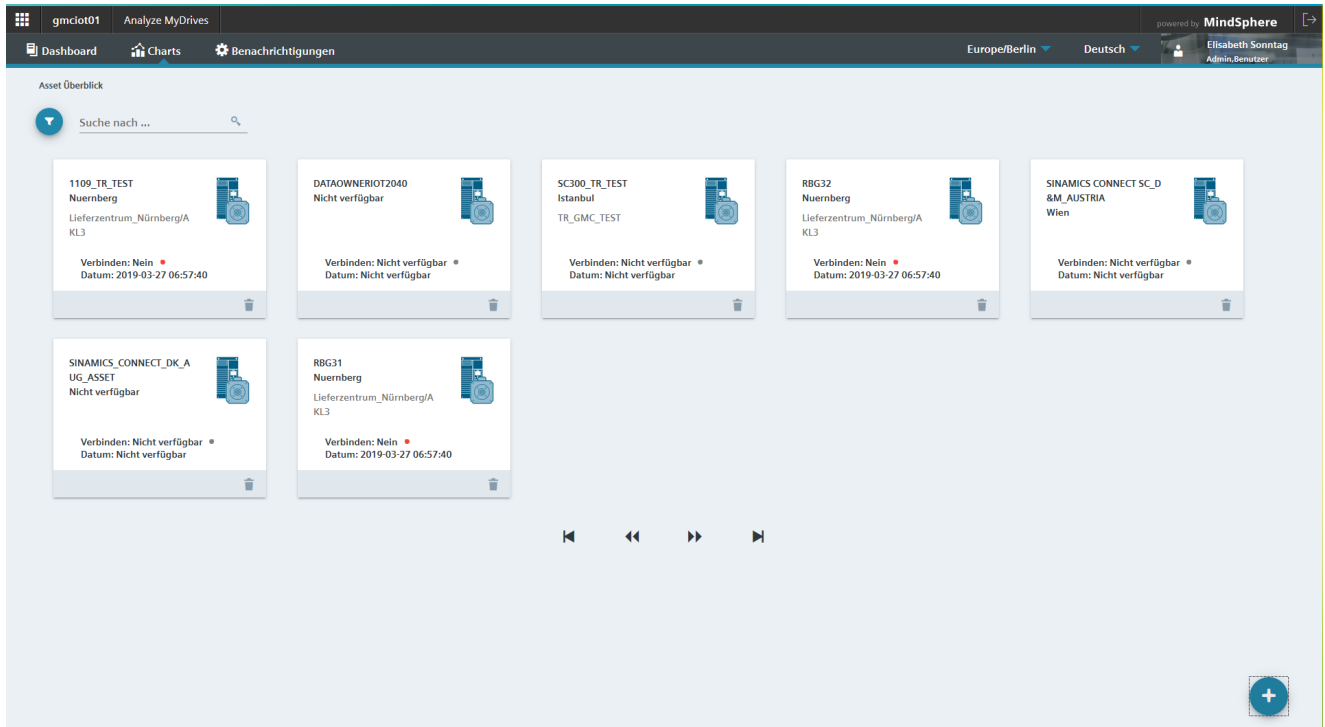 gmciot01 Analyze MyDrives powered by MindSphere
Dashboard Charts Benachrichtigungen Europe/Berlin Deutsch Elisabeth Sonntag
Admin,Benutzer
Asset Überblick
Suche nach ...
1109_TR_TEST
Nuernberg
Lieferzentrum_Nürnberg/A
KL3
Verbinden: Nein
Datum: 2019-03-27 06:57:40
DATAOWNERIOT2040
Nicht verfügbar
Verbinden: Nicht verfügbar
Datum: Nicht verfügbar
SC300_TR_TEST
Istanbul
TR_GMC_TEST
Verbinden: Nicht verfügbar
Datum: Nicht verfügbar
RBG32
Nuernberg
Lieferzentrum_Nürnberg/A
KL3
Verbinden: Nein
Datum: 2019-03-27 06:57:40
SINAMICS CONNECT SC_D
&M_AUSTRIA
Wien
Verbinden: Nicht verfügbar
Datum: Nicht verfügbar
SINAMICS_CONNECT_DK_A
UG_ASSET
Nicht verfügbar
Verbinden: Nicht verfügbar
Datum: Nicht verfügbar
RBG31
Nuernberg
Lieferzentrum_Nürnberg/A
KL3
Verbinden: Nein
Datum: 2019-03-27 06:57:40